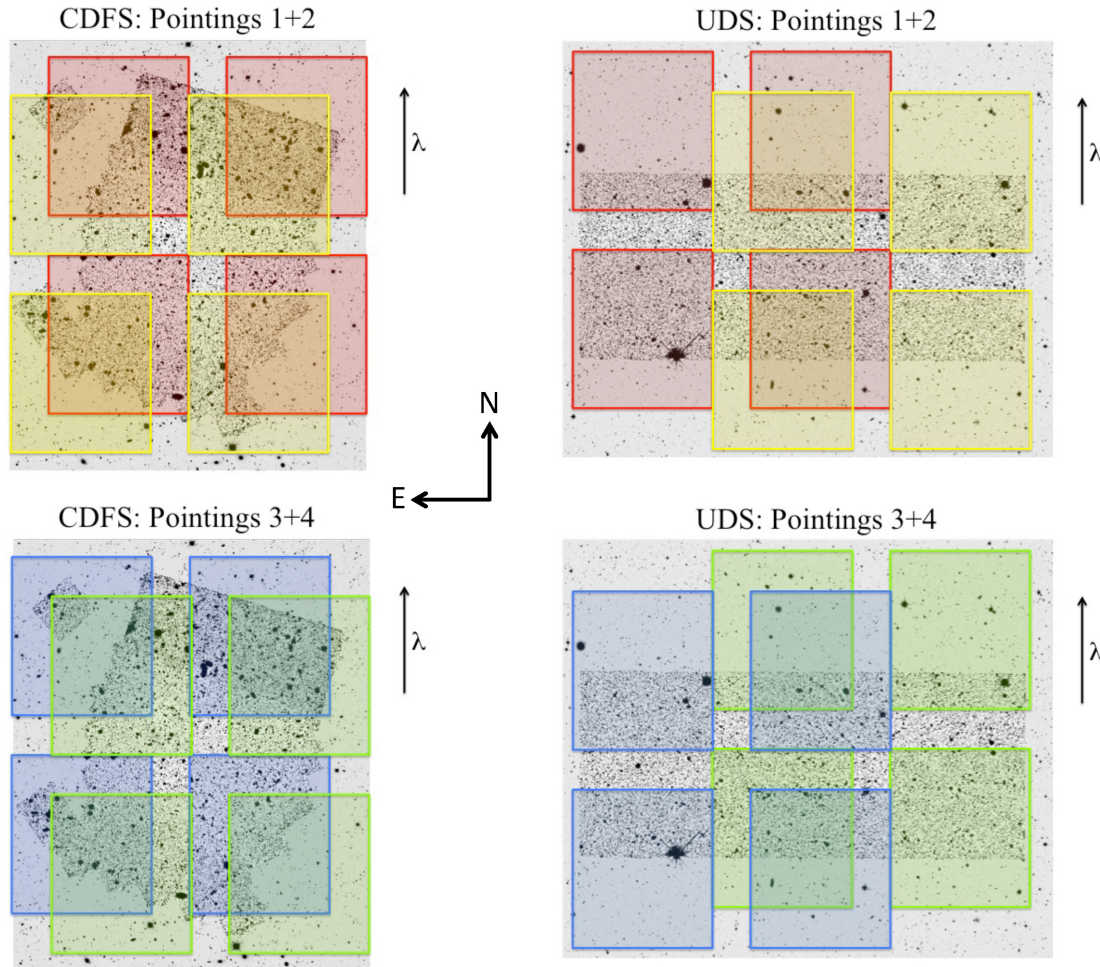 CDFS: Pointings 1+2
UDS: Pointings 1+2
λ
λ
N
E
CDFS: Pointings 3+4
UDS: Pointings 3+4
λ
λ